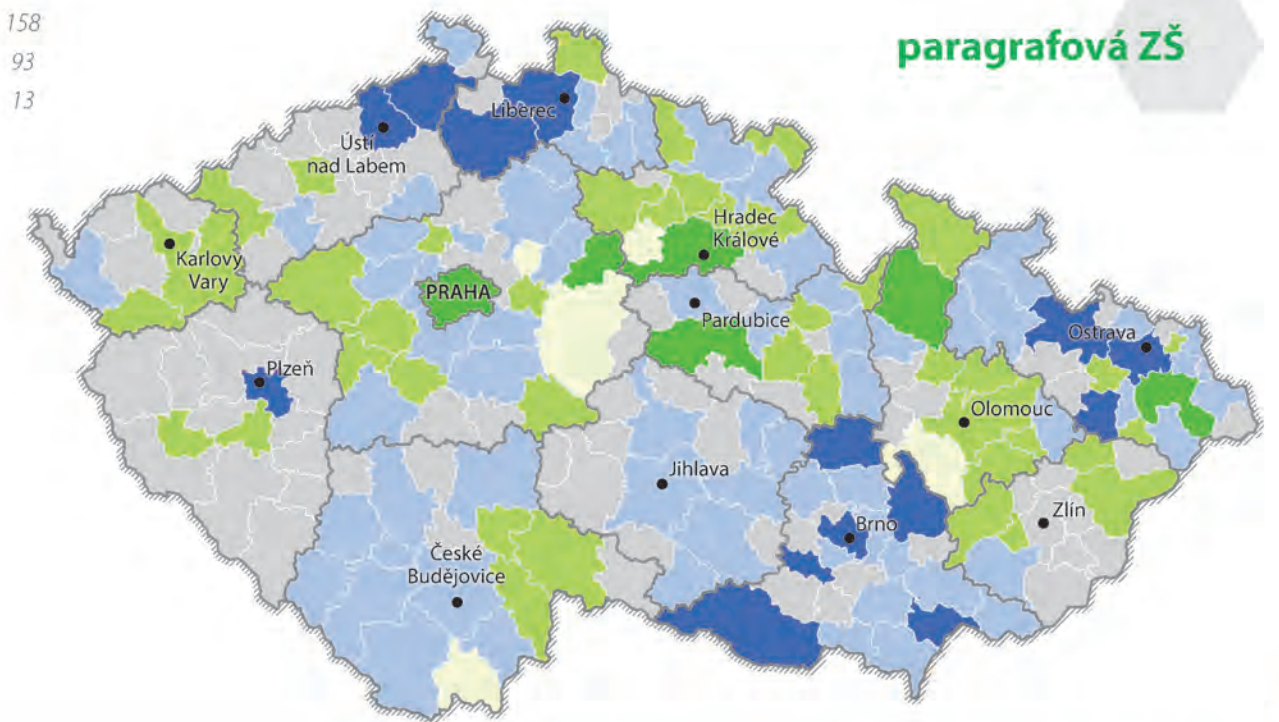 158
93
13
paragrafová ZŠ
Liberec
Ústí
nad Labem
Hradec
Králové
Karlovy
Vary
PRAHA
Pardubice
Ostrava
Plzeň
Olomouc
Jihlava
Zlín
Brno
České
Budějovice